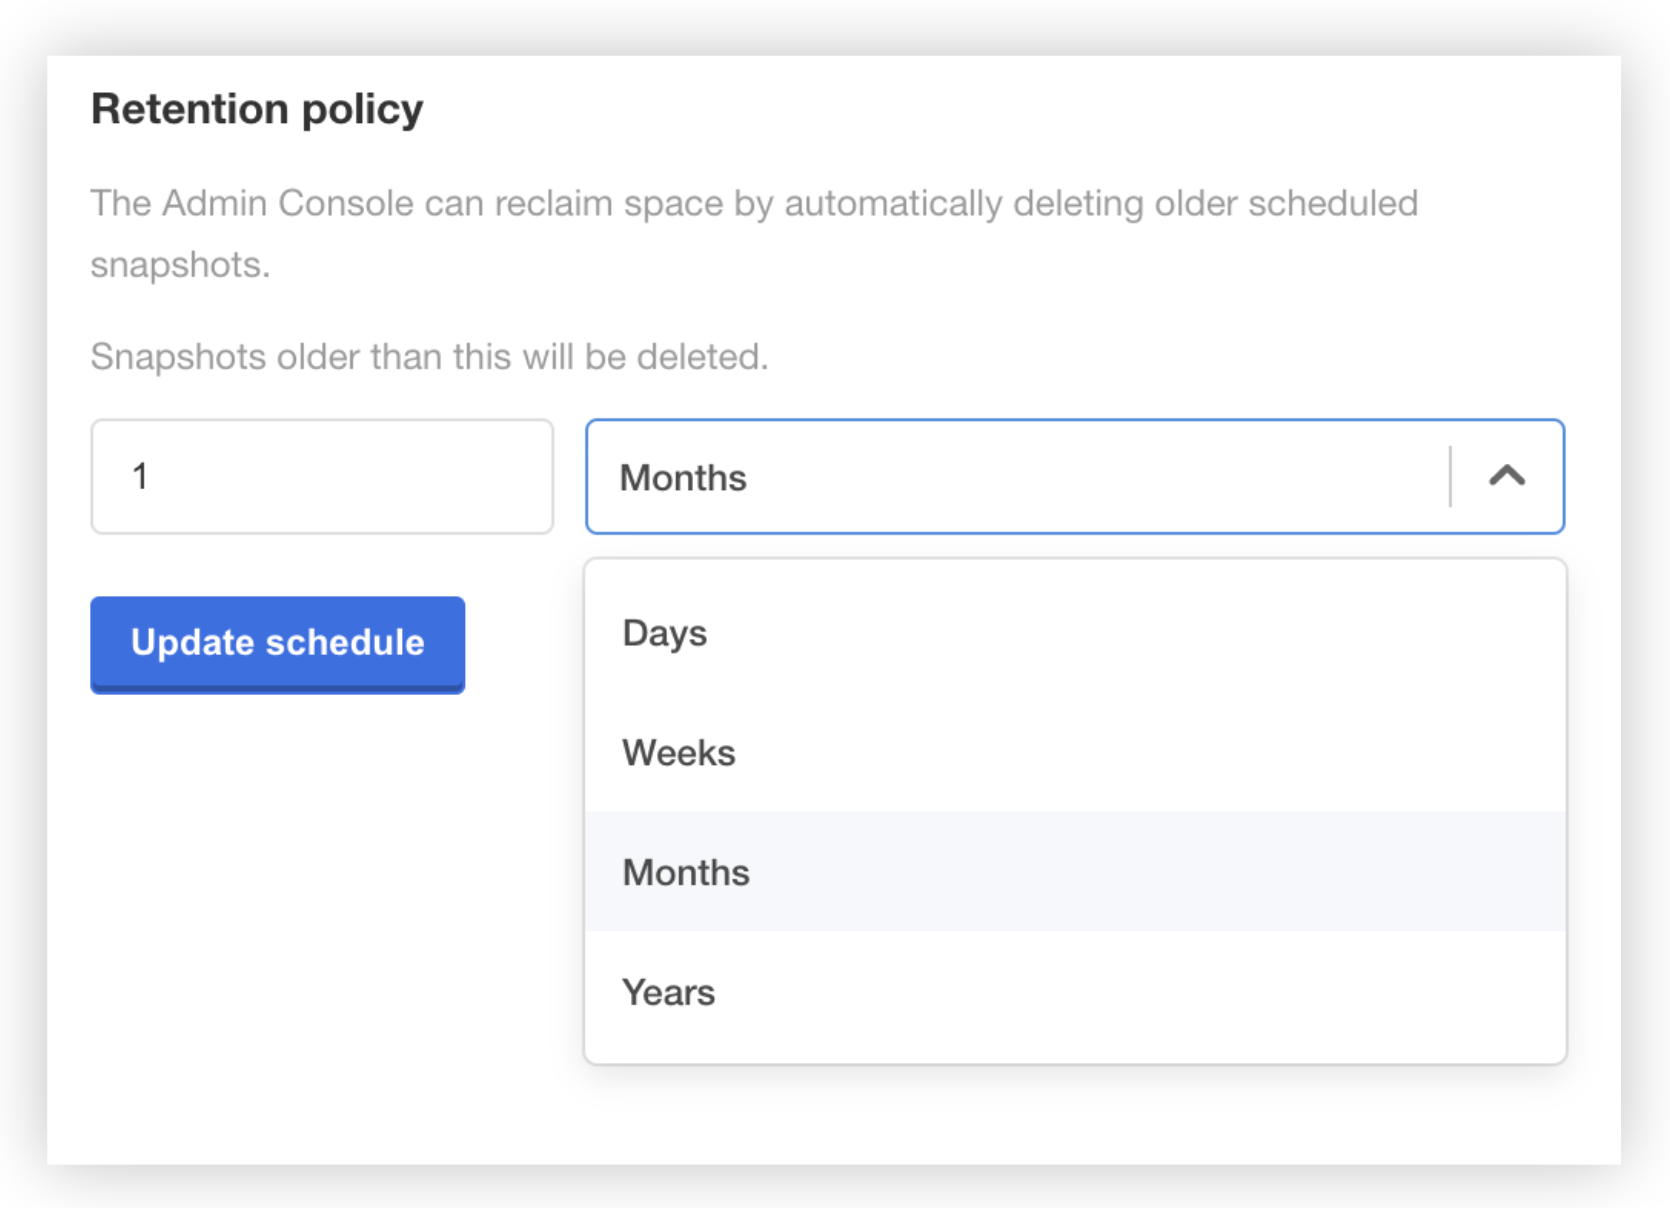 Retention policy
The Admin Console can reclaim space by automatically deleting older scheduled
snapshots.
Snapshots older than this will be deleted.
1
Months
Update schedule
Days
Weeks
Months
Years